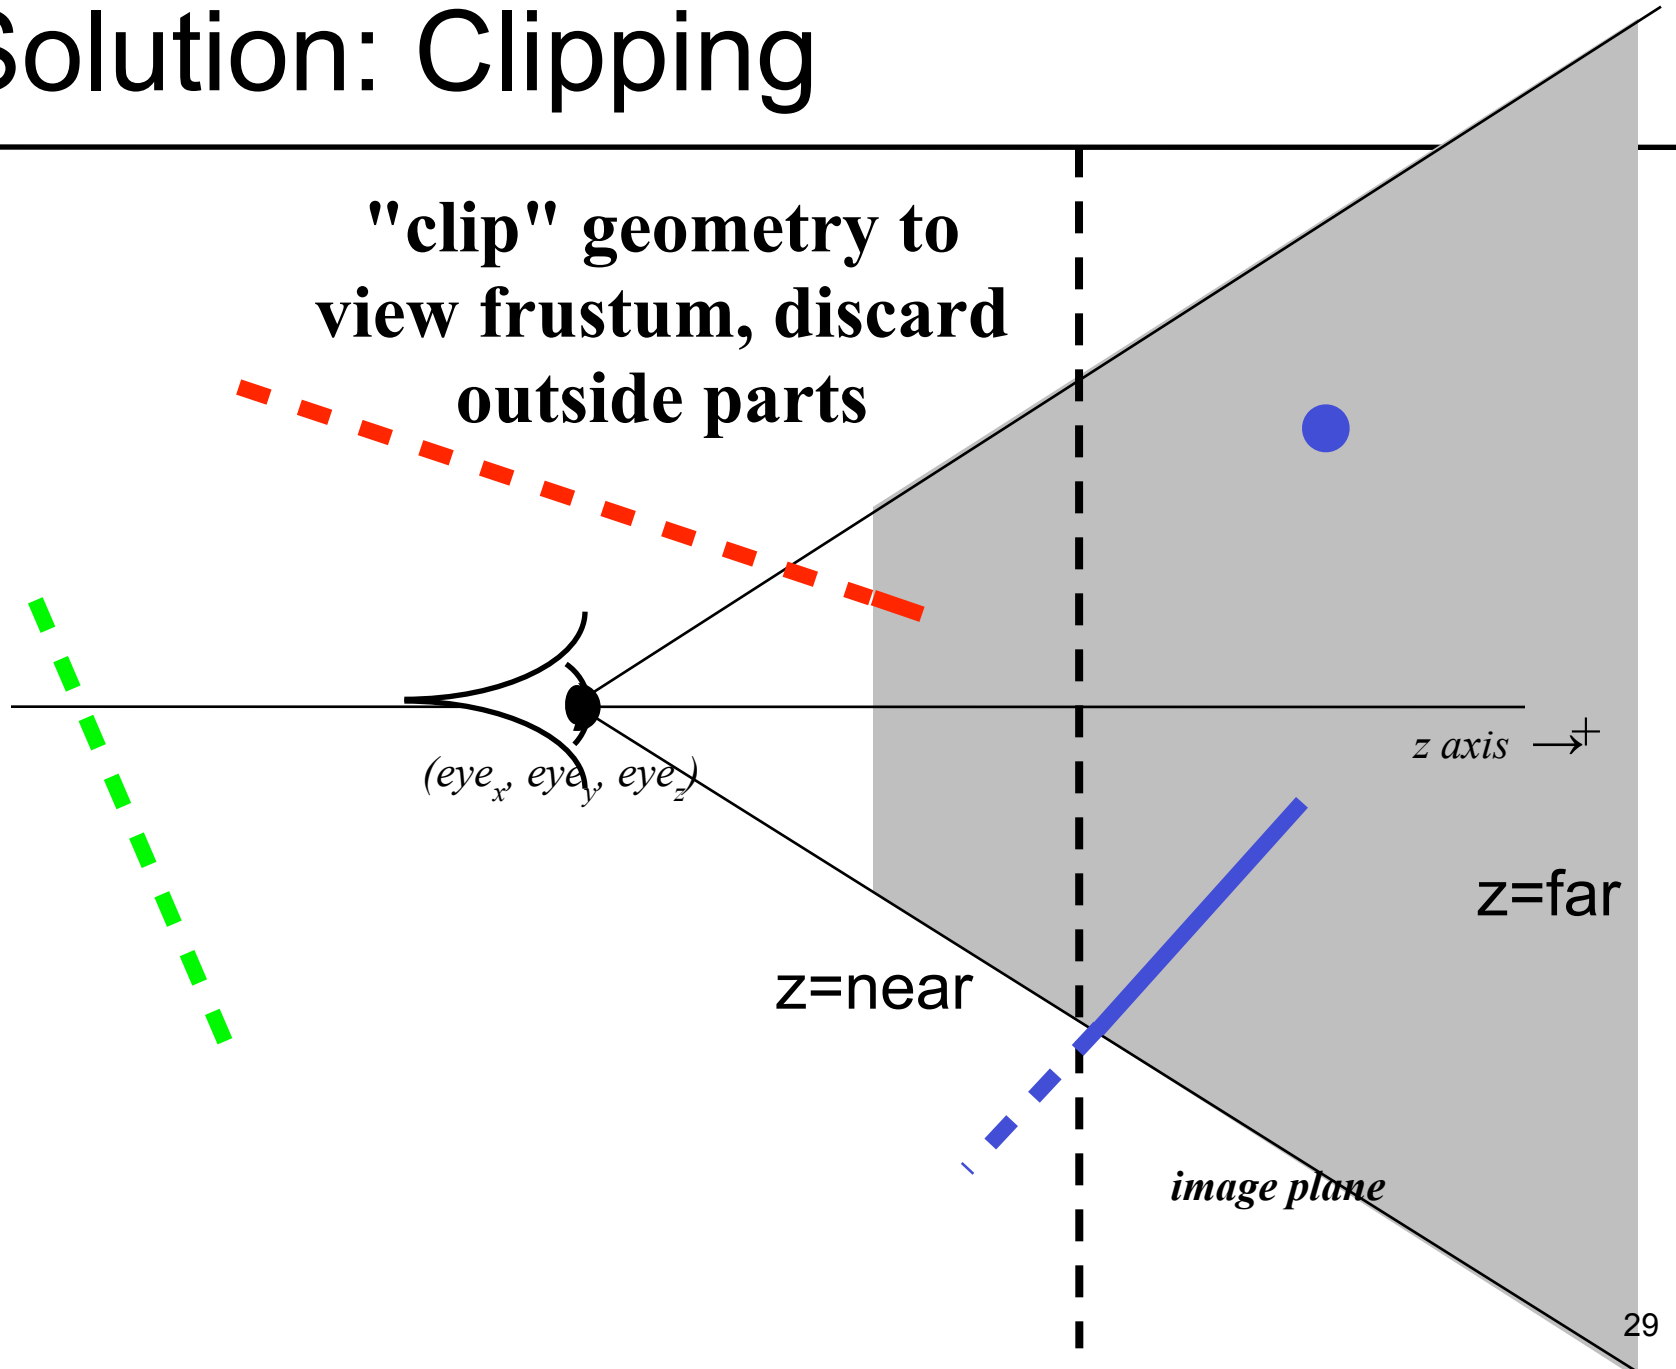 Solution: Clipping
"clip" geometry to
view frustum, discard
outside parts
(eyex, eyey, eyez)
z axis →+
z=far
z=near
image plane
29